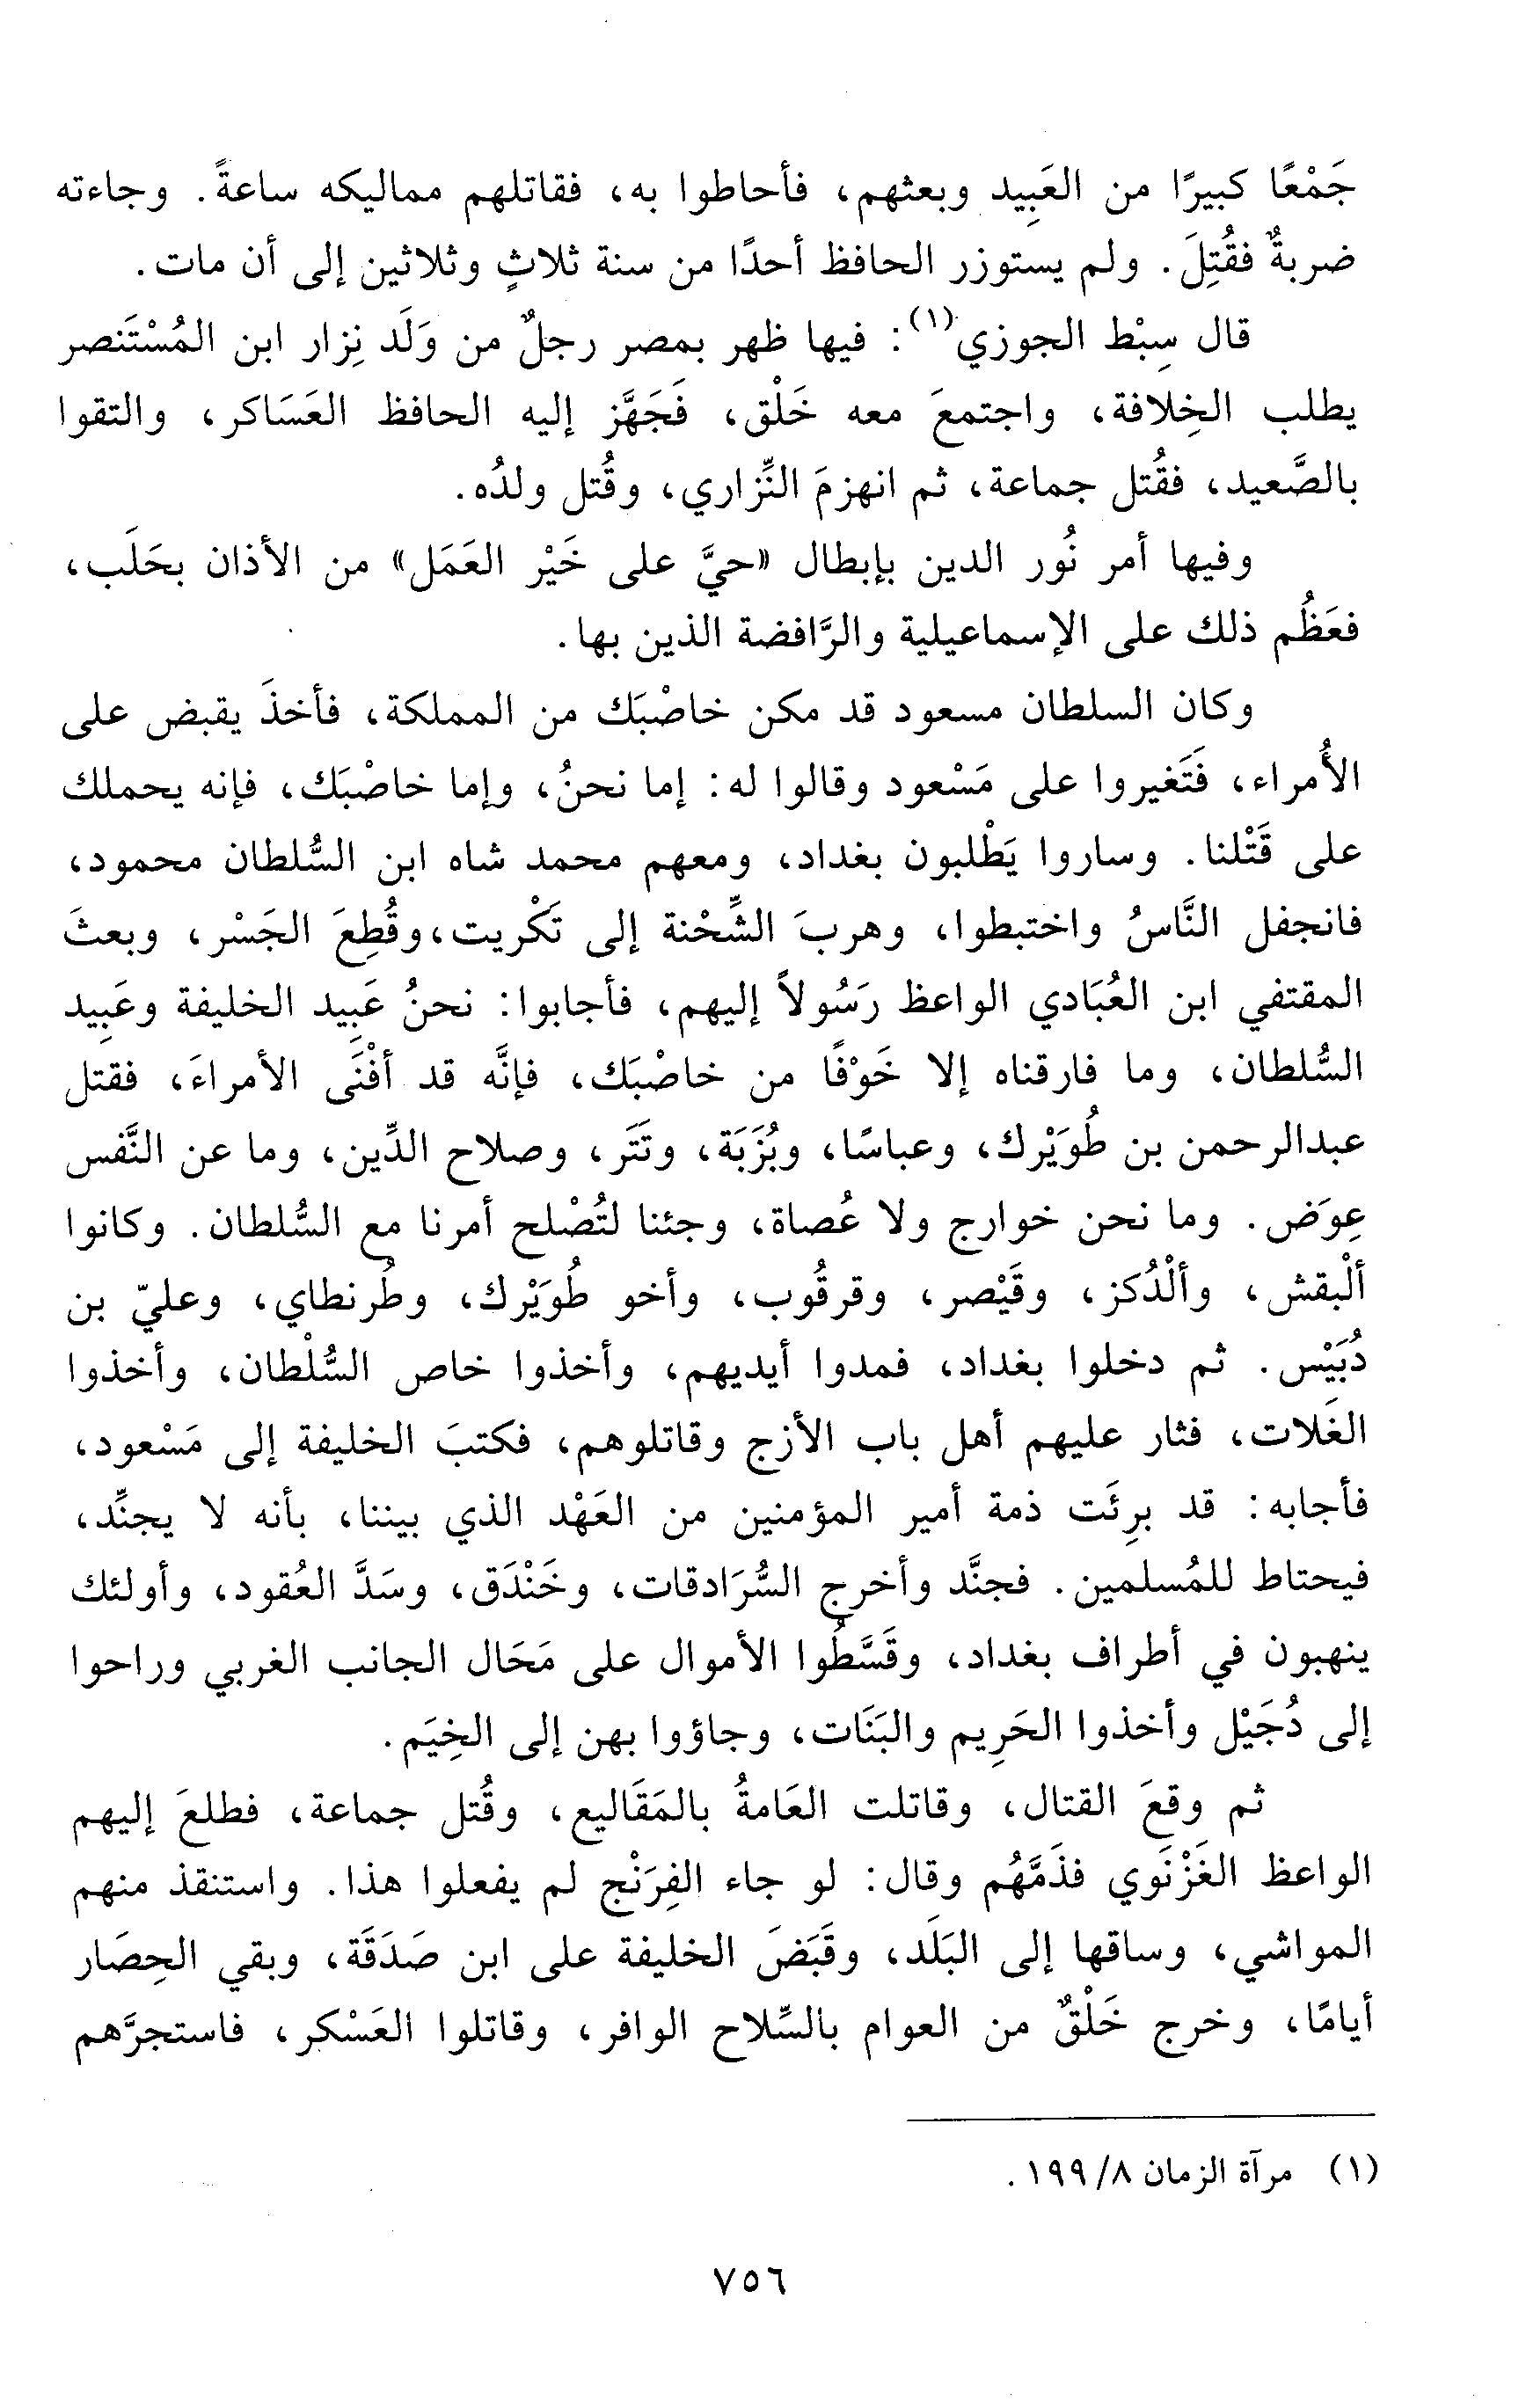 جَمْعًا كبيرًا من العَبِيد وبعثهم، فأحاطوا به، فقاتلهم مماليكه ساعةً. وجاءته
ضربةٌ فقُتِلَ. ولم يستوزر الحافظ أحدًا من سنة ثلاثٍ وثلاثين إلى أن مات.
قال سِبْط الجوزي(١): فيها ظهر بمصر رجلٌ من وَلَد نِزار ابن المُسْتَنصر
يطلب الخِلافة، واجتمعَ معه خَلْق، فَجَهَّز إليه الحافظ العَسَاكر، والتقوا
بالصَّعيد، فقُتل جماعة، ثم انهزمَ النِّزاري، وقُتل ولدُه.
وفيها أمر نُور الدين بإبطال «حيَّ على خَيْر العَمَل» من الأذان بحَلَب،
فعَظُم ذلك على الإسماعيلية والرَّافضة الذين بها.
وكان السلطان مسعود قد مكن خاصْبَك من المملكة، فأخذَ يقبض على
الأُمراء، فتَغيروا على مَسْعود وقالوا له: إما نحنُ، وإما خاصْبَك، فإنه يحملك
على قَتْلنا. وساروا يَطْلبون بغداد، ومعهم محمد شاه ابن السُّلطان محمود،
فانجفل النَّاسُ واختبطوا، وهربَ الشِّحْنة إلى تَكْريت،وقُطِعَ الجَسْر، وبعثَ
المقتفي ابن العُبَادي الواعظ رَسُولاً إليهم، فأجابوا: نحنُ عَبِيد الخليفة وعَبِيد
السُّلطان، وما فارقناه إلا خَوْفًا من خاصْبَك، فإنَّه قد أفْنَى الأمراءَ، فقتل
عبدالرحمن بن طُوَيْرك، وعباسًا، وبُزَبَة، وتَتَر، وصلاح الدِّين، وما عن النَّفس
عِوَض. وما نحن خوارج ولا عُصاة، وجئنا لتُصْلح أمرنا مع السُّلطان. وكانوا
ألْبقش، وألْدُكز، وقَيْصر، وقرقُوب، وأخو طُوَيْرك، وطُرنطاي، وعليّ بن
دُبَيْس. ثم دخلوا بغداد، فمدوا أيديهم، وأخذوا خاص السُّلْطان، وأخذوا
الغَلات، فثار عليهم أهل باب الأزج وقاتلوهم، فكتبَ الخليفة إلى مَسْعود،
فأجابه: قد برِئَت ذمة أمير المؤمنين من العَهْد الذي بيننا، بأنه لا يجنِّد،
فيحتاط للمُسلمين. فجنَّد وأخرج السُّرَادقات، وخَنْدَق، وسَدَّ العُقود، وأولئك
ينهبون في أطراف بغداد، وقَسَّطُوا الأموال على مَحَال الجانب الغربي وراحوا
إلى دُجَيْل وأخذوا الحَرِيم والبَنَات، وجاؤوا بهن إلى الخِيَم.
ثم وقعَ القتال، وقاتلت العَامةُ بالمَقَاليع، وقُتل جماعة، فطلعَ إليهم
الواعظ الغَزْنَوي فذَمَّهُم وقال: لو جاء الفِرَنْج لم يفعلوا هذا. واستنقذ منهم
المواشي، وساقها إلى البَلَد، وقَبَضَ الخليفة على ابن صَدَقَة، وبقي الحِصَار
أيامًا، وخرج خَلْقٌ من العوام بالسِّلاح الوافر، وقاتلوا العَسْكر، فاستجرَّهم
(١) مرآة الزمان ٨/ ١٩٩.
٧٥٦